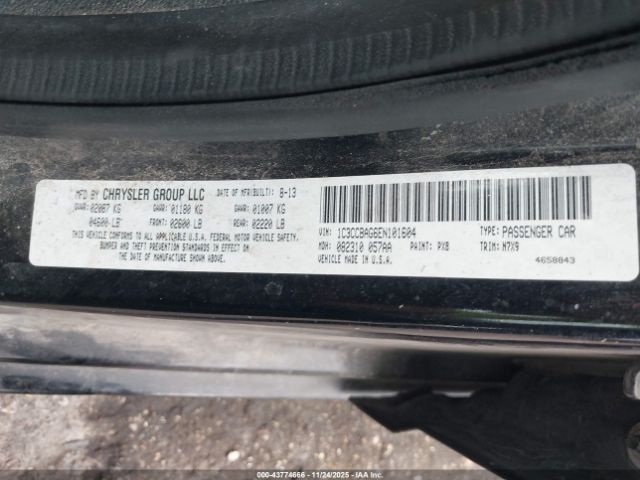 MFD BY CHRYSLER GROUP LLC DATE OF MFR(BUILT): 8-13
GVWR:02087 KG GAWR:01180 KG GAWR:01007 KG
04600-LB FRONT:02600 LB REAR:02220 LB
THIS VEHICLE CONFORMS TO ALL APPLICABLE U.S.A. FEDERAL MOTOR VEHICLE SAFETY,
BUMPER AND THEFT PREVENTION STANDARDS IN EFFECT ON
THE DATE OF MANUFACTURE SHOWN ABOVE.
VIN: 1C3CCBAG6EN101604 TYPE: PASSENGER CAR
MDH: 082310 057AA PAINT: PX8 TRIM: M7X9
VEHICLE MADE IN U.S.A. 4658843
000-43774666 - 11/24/2025 - IAAI.com